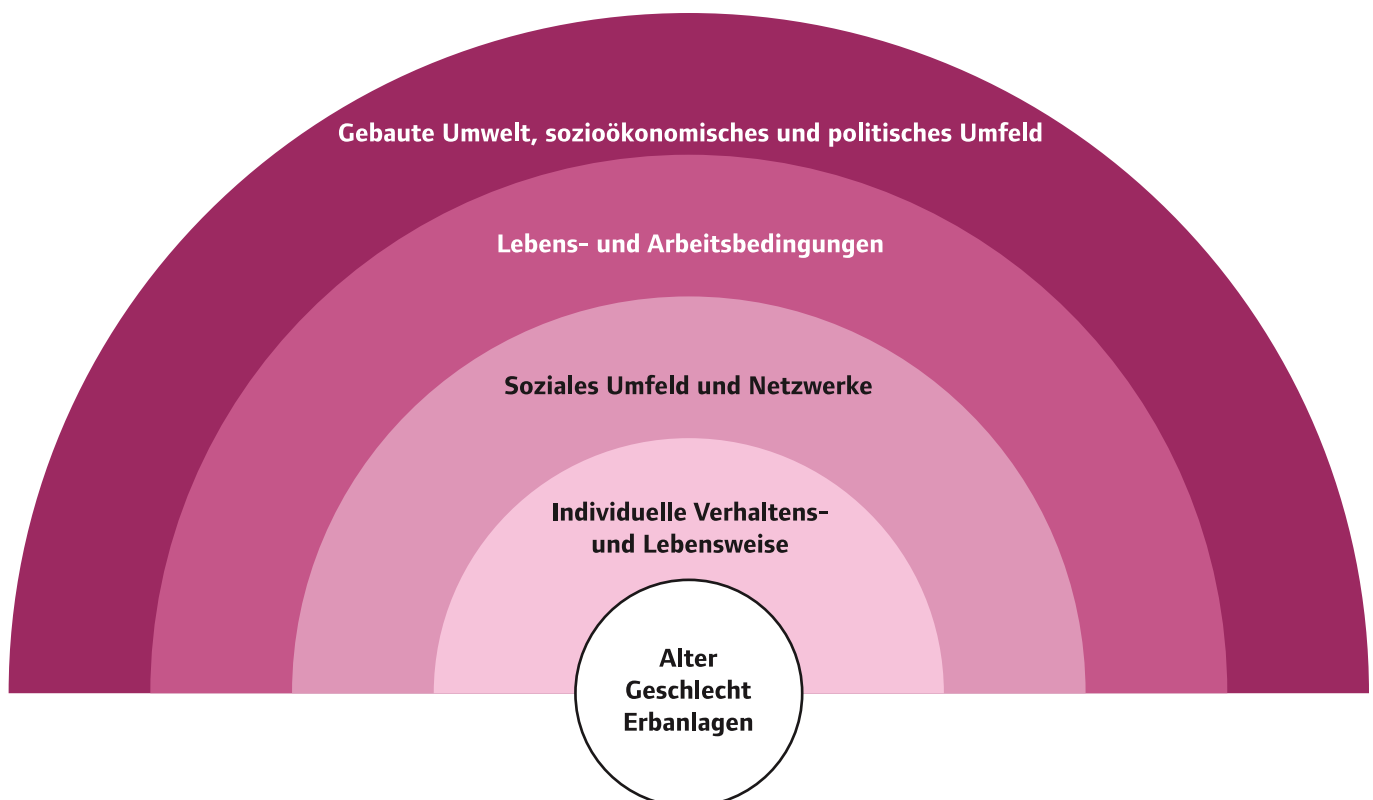 Gebaute Umwelt, sozioökonomisches und politisches Umfeld
Lebens- und Arbeitsbedingungen
Soziales Umfeld und Netzwerke
Individuelle Verhaltens-
und Lebensweise
Alter
Geschlecht
Erbanlagen